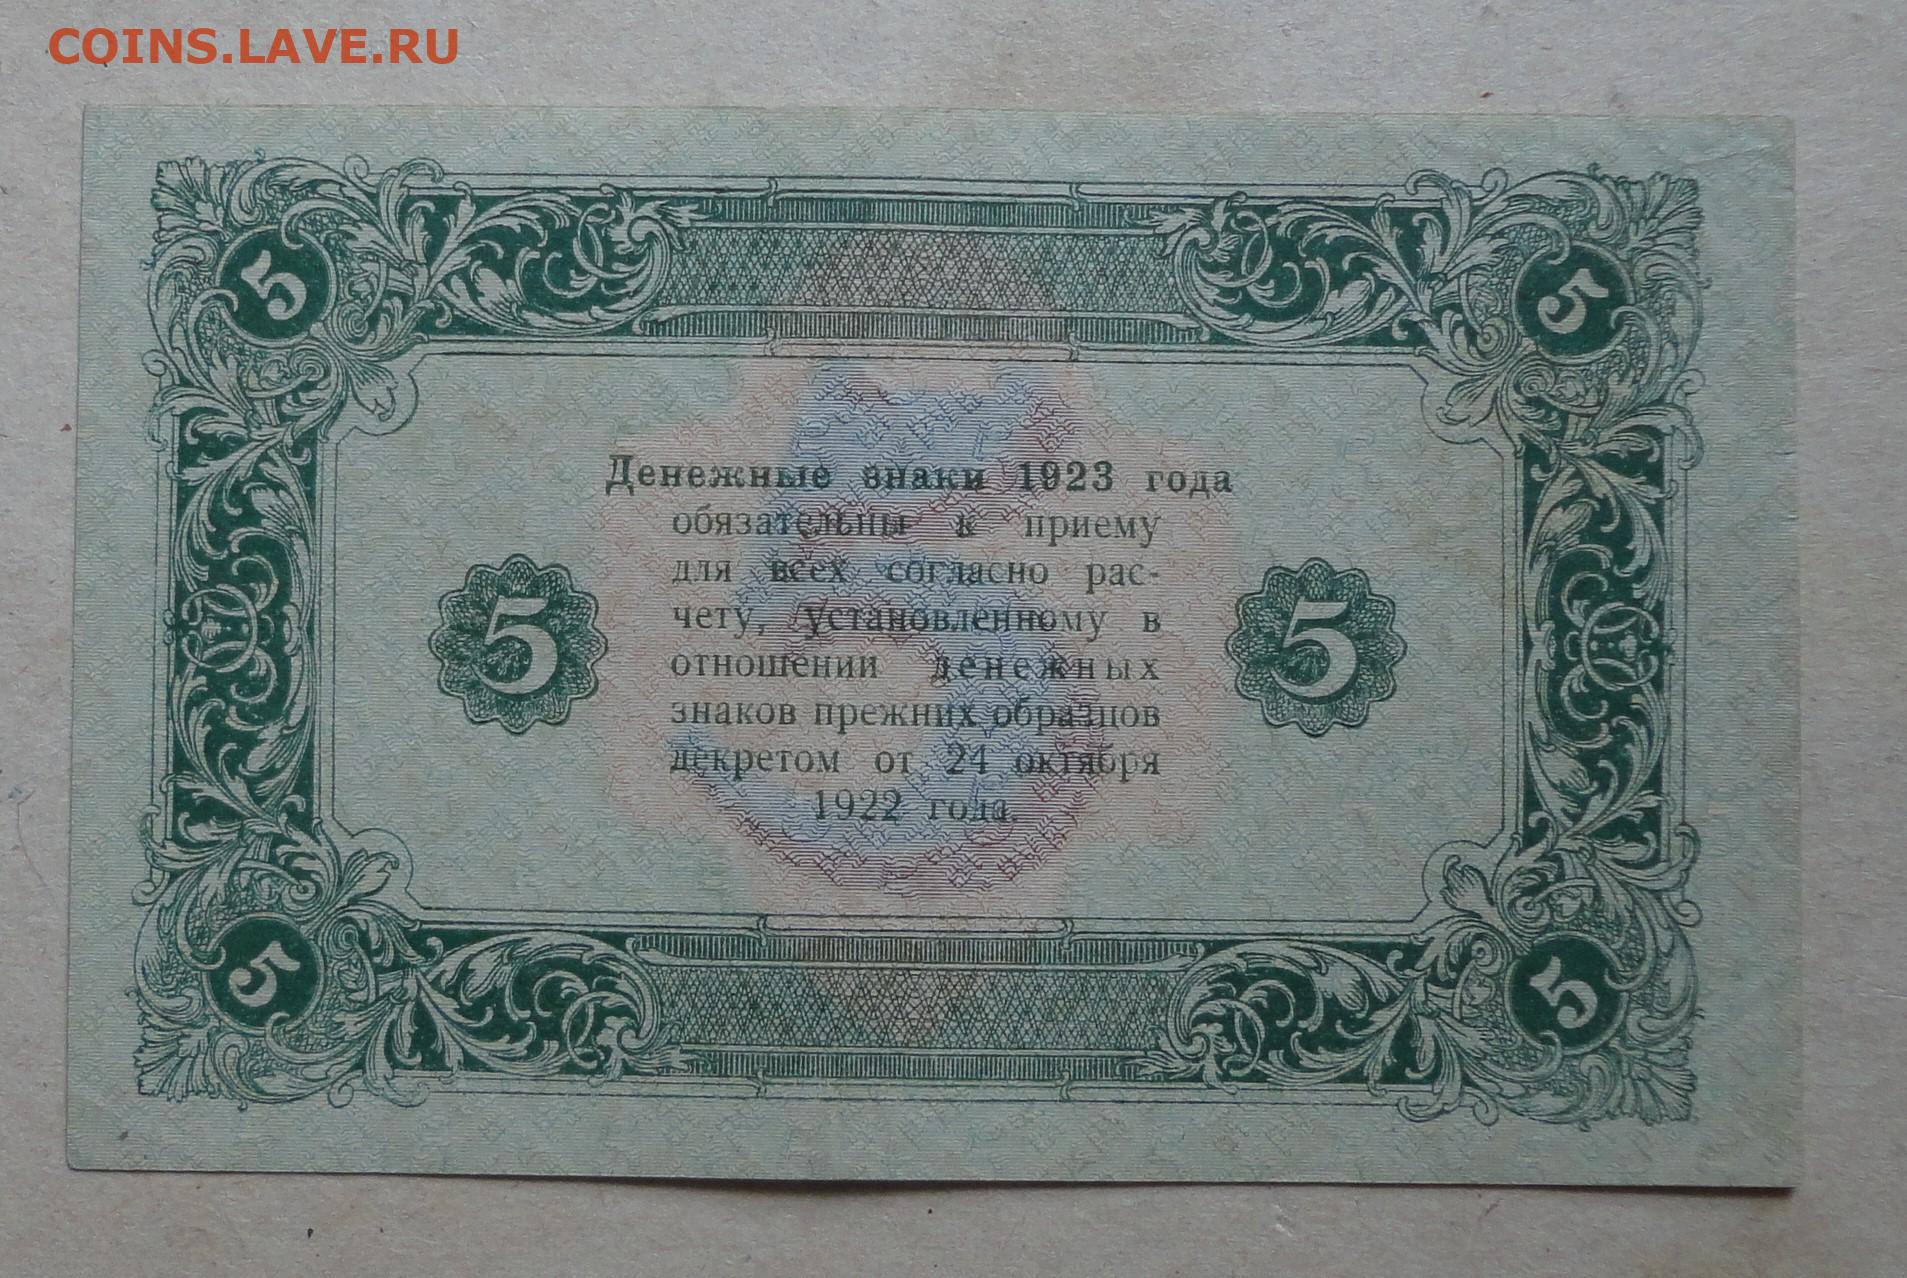 COINS.LAVE.RU
5 5
Денежные знаки 1923 года
обязательны к приему
для всех согласно рас-
чету, установленному в
5 5
отношении денежных
знаков прежних образцов
декретом от 24 октября
1922 года.
5 5